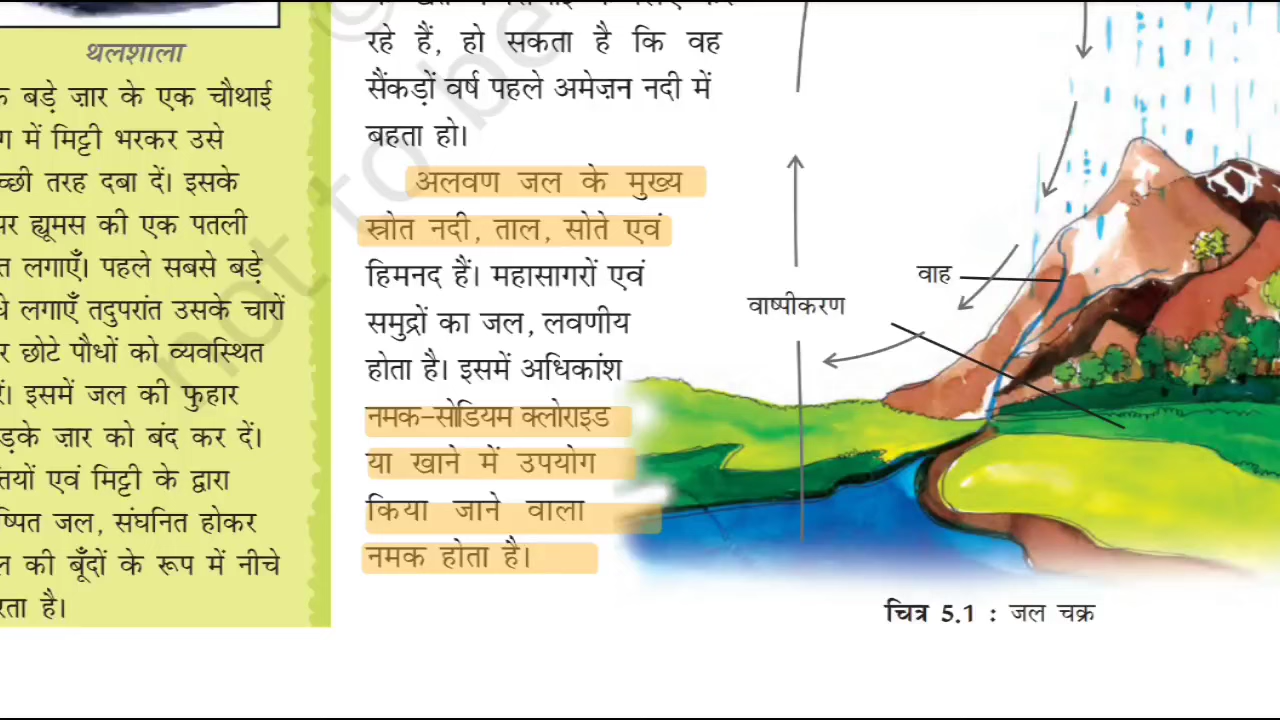 थलशाला
बड़े ज़ार के एक चौथाई
में मिट्टी भरकर उसे
तरह दबा दें। इसके
ह्यूमस की एक पतली
लगाएँ। पहले सबसे बड़े
लगाएँ तदुपरांत उसके चारों
छोटे पौधों को व्यवस्थित
इसमें जल की फुहार
ज़ार को बंद कर दें।
एवं मिट्टी के द्वारा
जल, संघनित होकर
की बूँदों के रूप में नीचे
है।
रहे हैं, हो सकता है कि वह
सैंकड़ों वर्ष पहले अमेज़न नदी में
बहता हो।
अलवण जल के मुख्य
स्त्रोत नदी, ताल, सोते एवं
हिमनद हैं। महासागरों एवं
समुद्रों का जल, लवणीय
होता है। इसमें अधिकांश
नमक-सोडियम क्लोराइड
या खाने में उपयोग
किया जाने वाला
नमक होता है।
वाह
वाष्पीकरण
चित्र 5.1 : जल चक्र
not to be